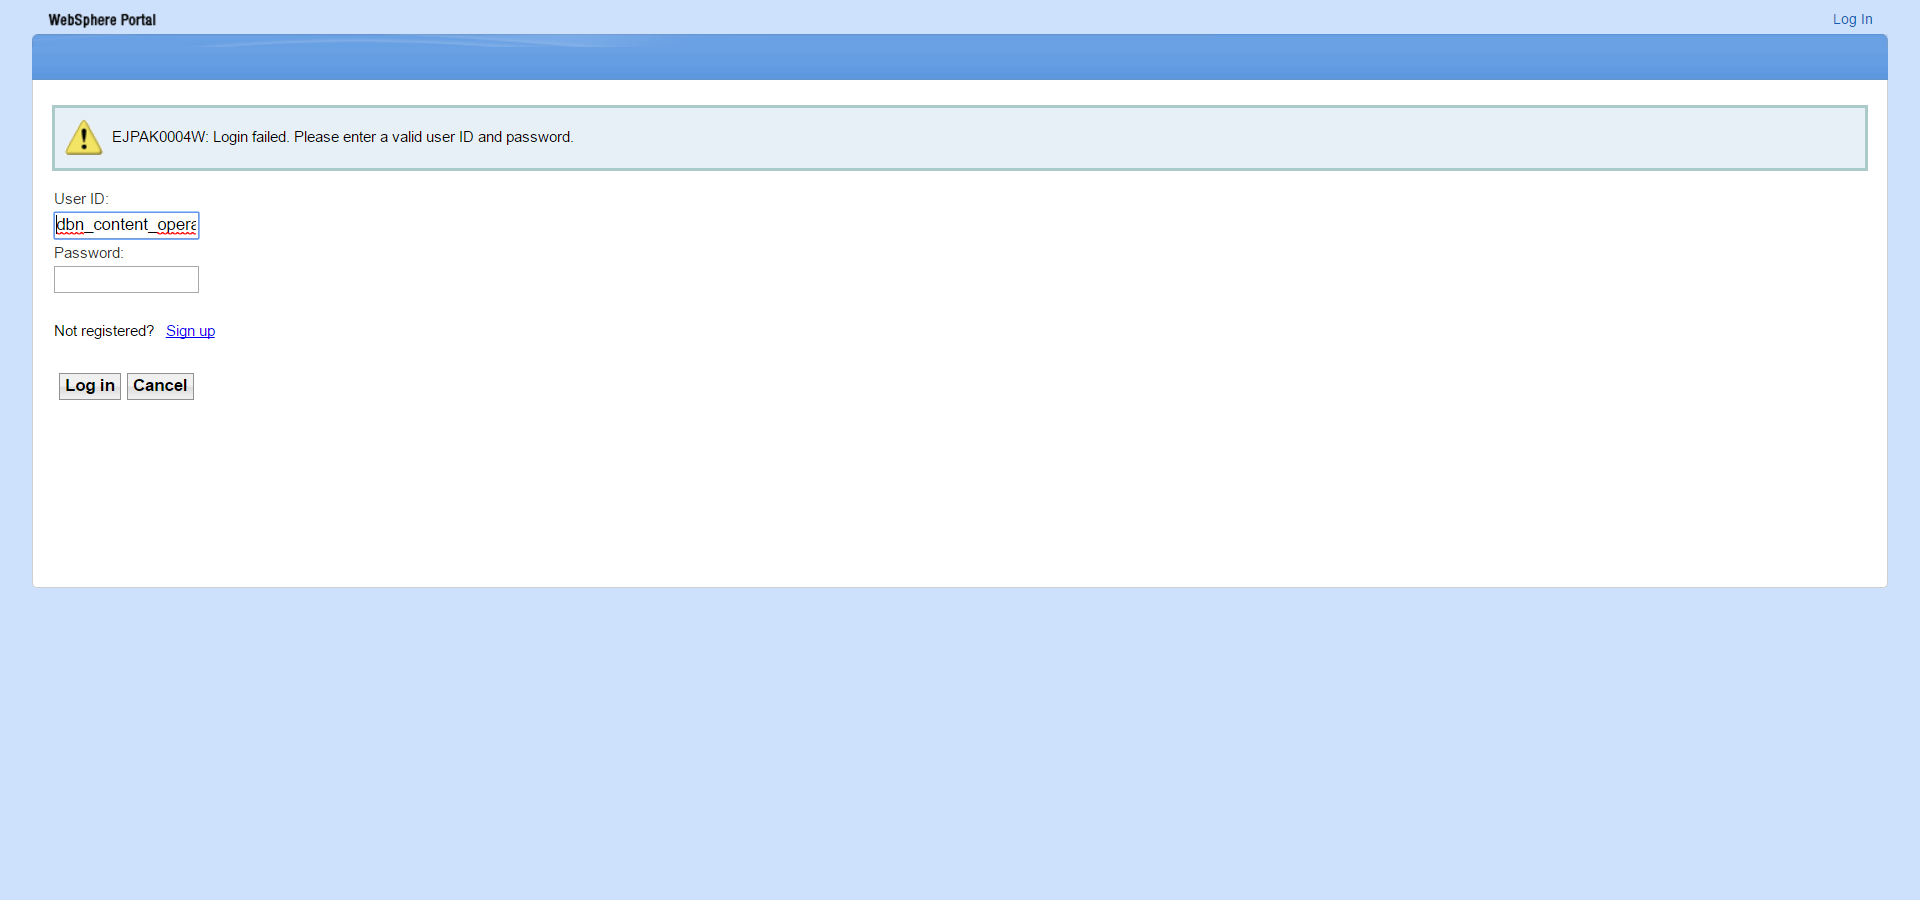 WebSphere Portal
Log In
EJPAK0004W: Login failed. Please enter a valid user ID and password.
User ID:
dbn_content_opera
Password:
Not registered? Sign up
Log in Cancel